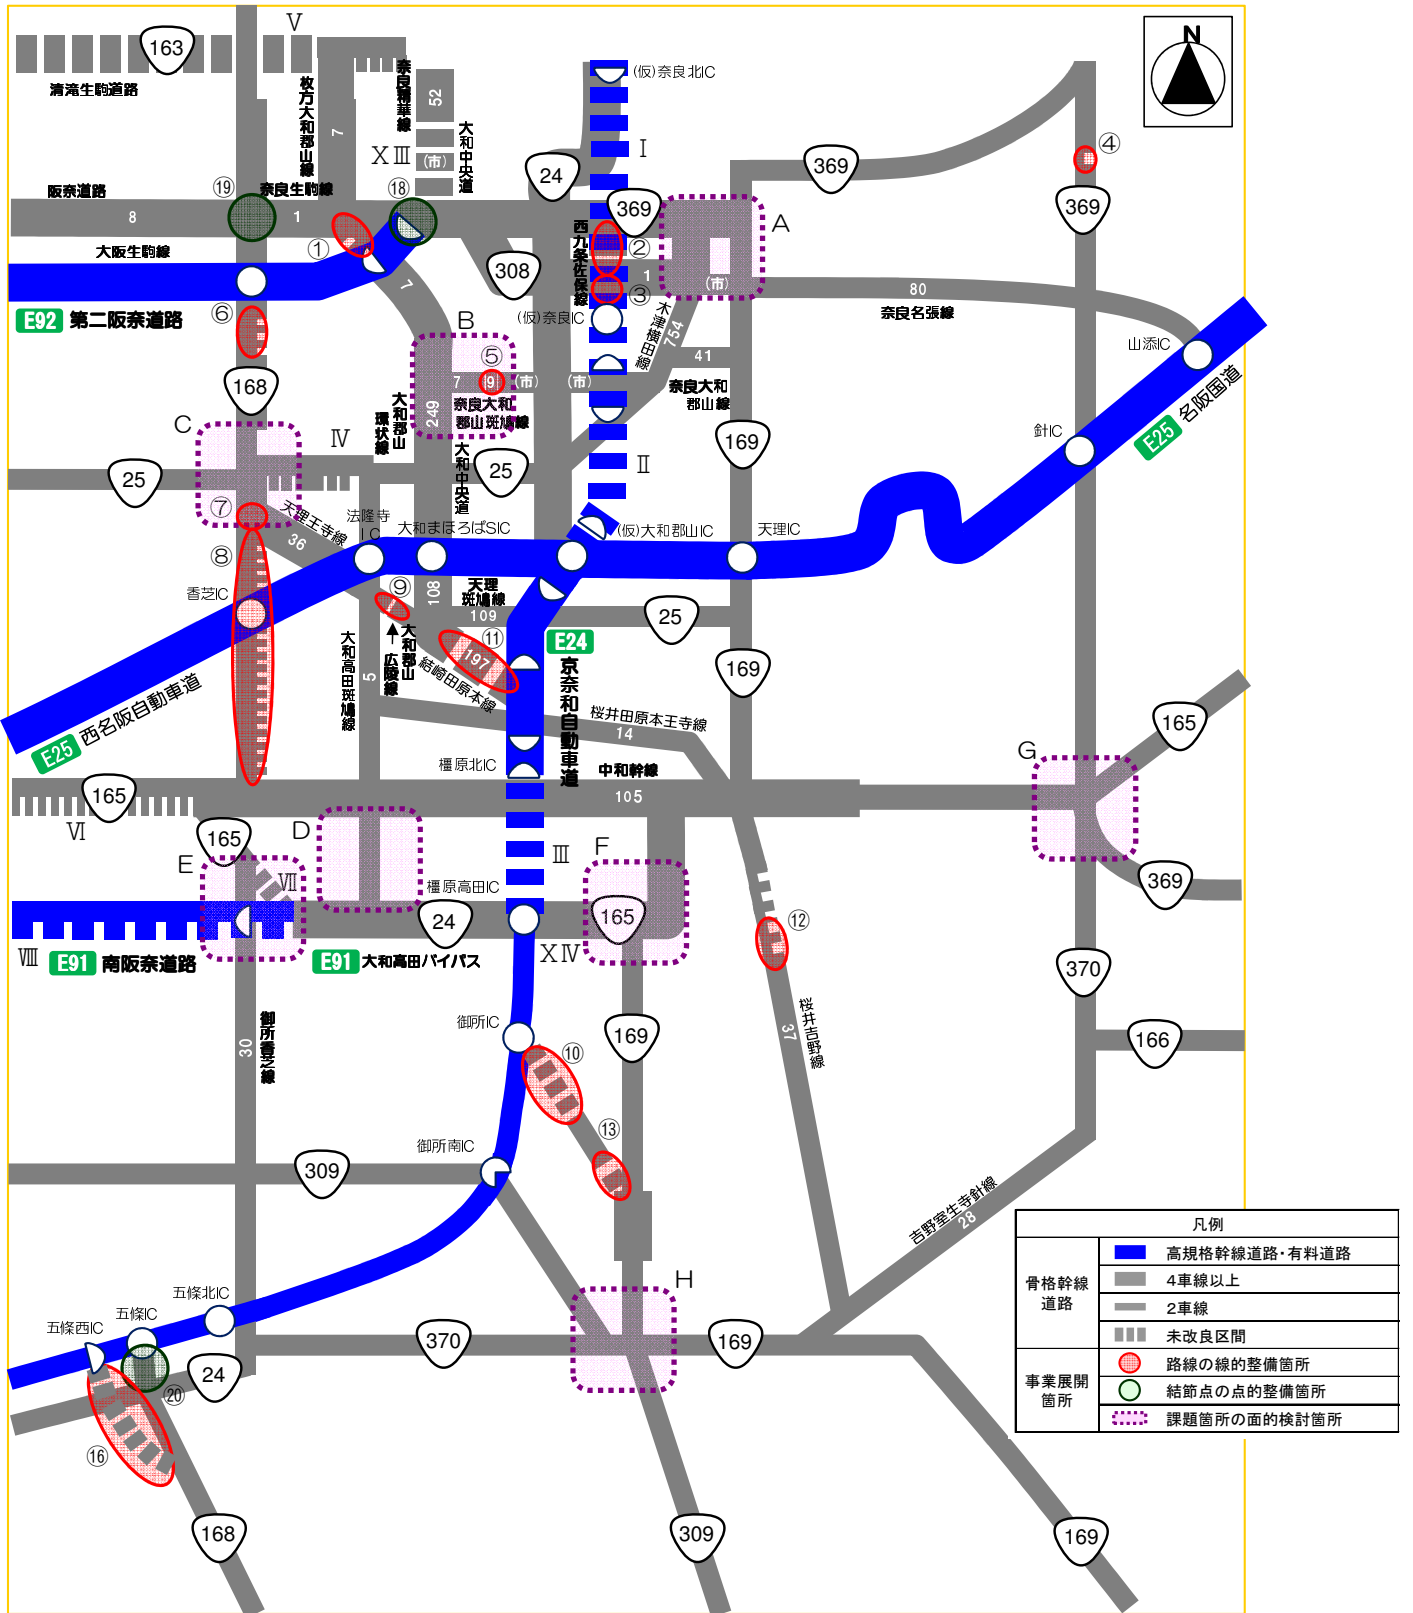 Ⅴ
163
清滝生駒道路
枚方大和郡山線
7
奈良精華線
52
大和中央道
(市)
ⅩⅢ
(仮)奈良北IC
Ⅰ
N
④
24
369
369
369
⑲
阪奈道路
奈良生駒線
⑱
8
1
A
大阪生駒線
①
西九条佐保線
②
308
1
③
(市)
7
80
奈良名張線
E92 第二阪奈道路
⑥
B
(仮)奈良IC
木津横田線
754
⑤
41
山添IC
168
7
9
(市)
(市)
奈良大和
郡山線
奈良大和
郡山斑鳩線
E25 名阪国道
大和郡山
環状線
249
C
Ⅳ
針IC
169
25
大和中央道
25
Ⅱ
⑦
天理王寺線
36
法隆寺
IC
大和まほろばSIC
(仮)大和郡山IC
天理IC
⑧
香芝IC
⑨
108
天理
斑鳩線
109
25
大和高田斑鳩線
5
大和郡山
広陵線
⑪
197
結崎田原本線
E24
京奈和自動車道
169
E25 西名阪自動車道
桜井田原本王寺線
14
165
G
橿原北IC
中和幹線
105
165
Ⅵ
165
D
E
Ⅶ
Ⅲ
F
橿原高田IC
369
24
165
⑫
Ⅷ
E91 南阪奈道路
E91 大和高田バイパス
ⅩⅣ
370
御所IC
169
桜井吉野線
37
166
30
御所香芝線
⑩
⑬
御所南IC
309
吉野室生寺針線
28
H
五條北IC
五條IC
五條西IC
370
169
24
⑳
⑯
168
309
169
凡例
骨格幹線
道路
高規格幹線道路・有料道路
4車線以上
2車線
未改良区間
事業展開
箇所
路線の線的整備箇所
結節点の点的整備箇所
課題箇所の面的検討箇所